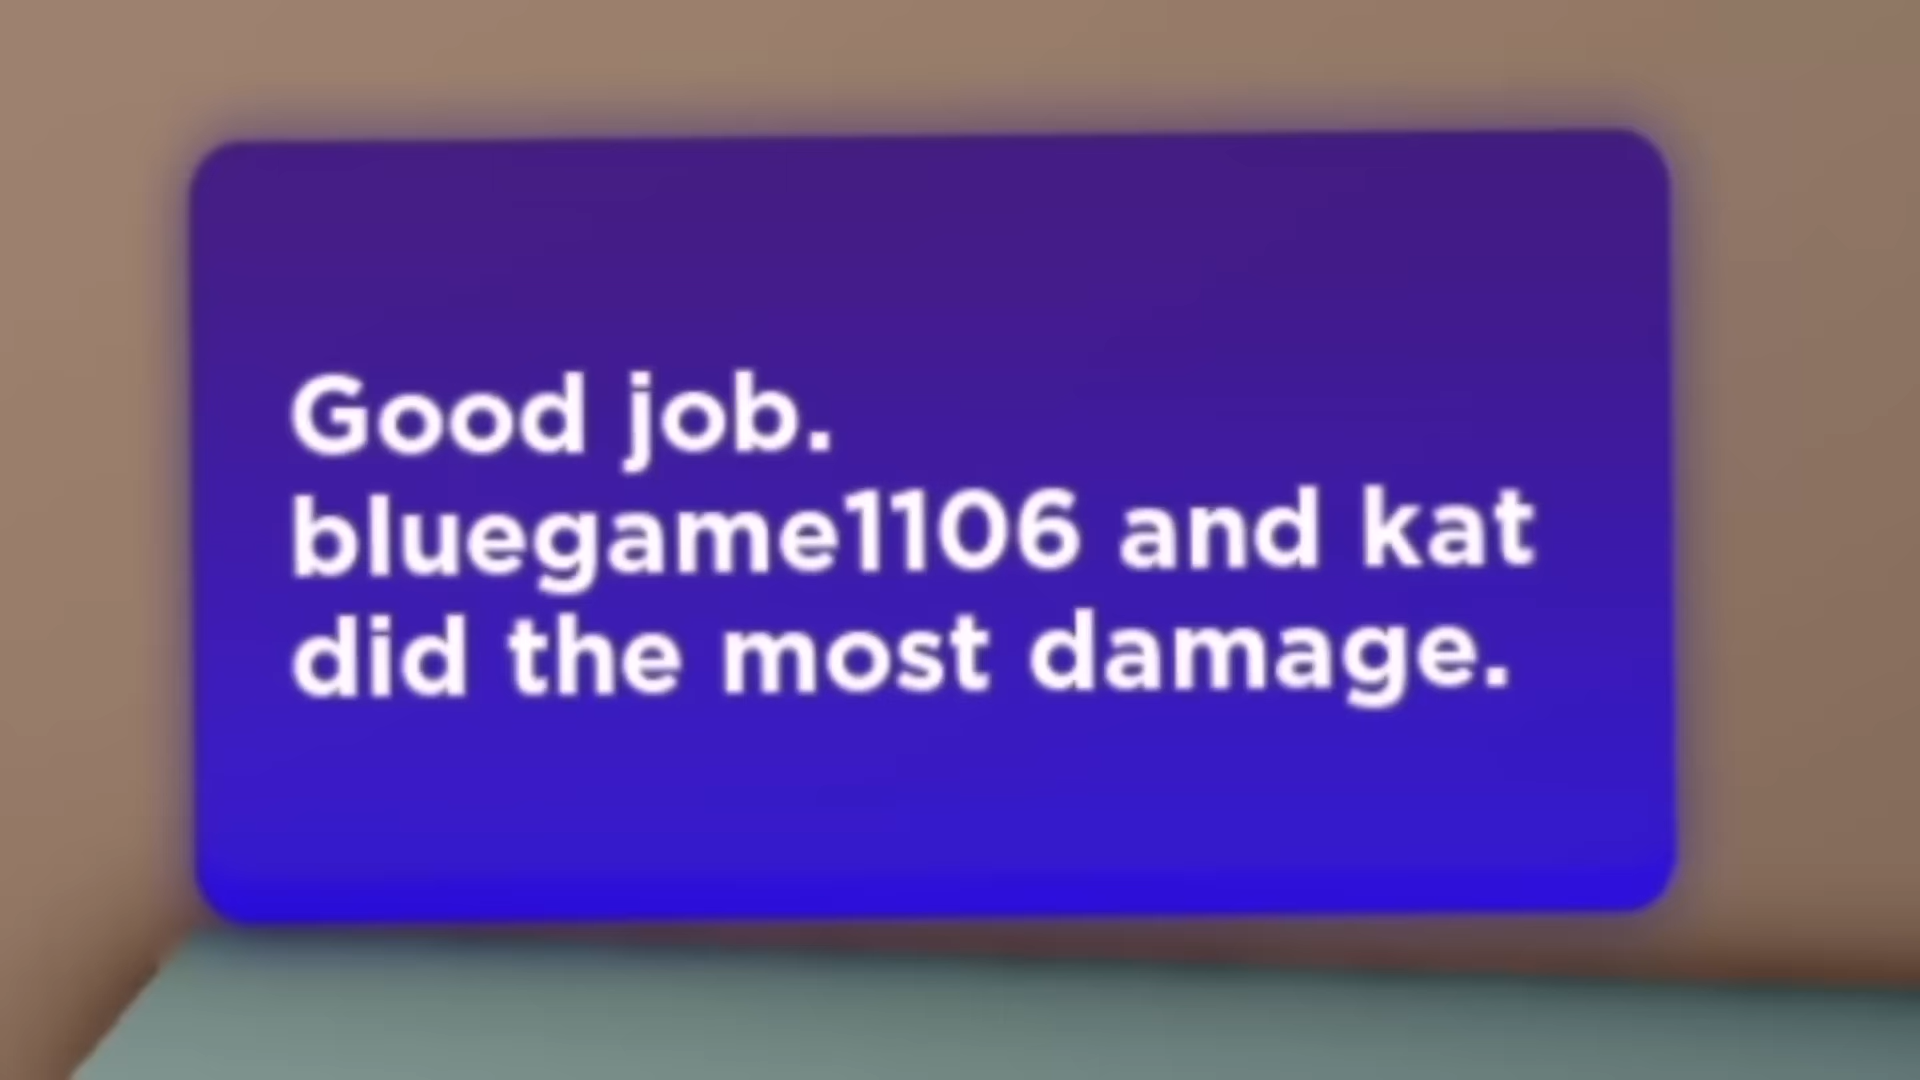 Good job.
bluegame1106 and kat
did the most damage.